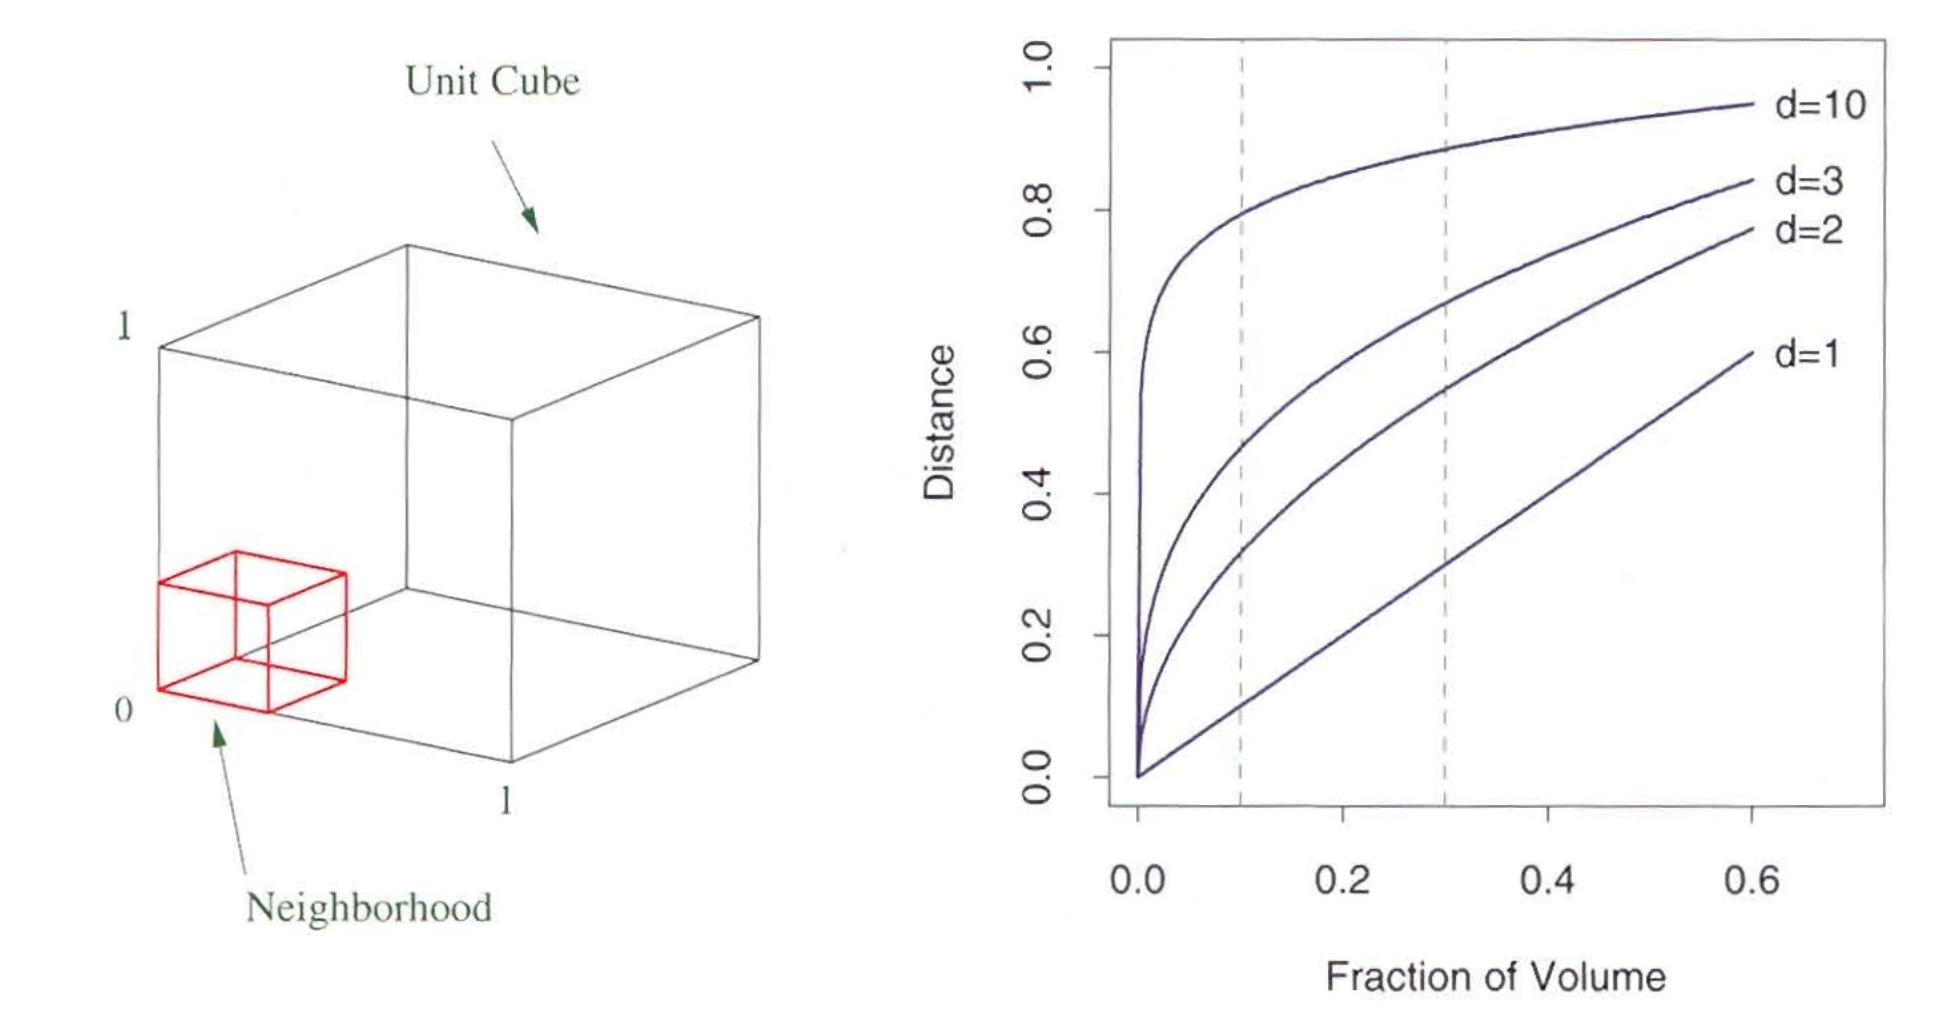 Unit Cube
1
0
1
Neighborhood
Distance
1.0
0.8
0.6
0.4
0.2
0.0
d=10
d=3
d=2
d=1
0.0 0.2 0.4 0.6
Fraction of Volume